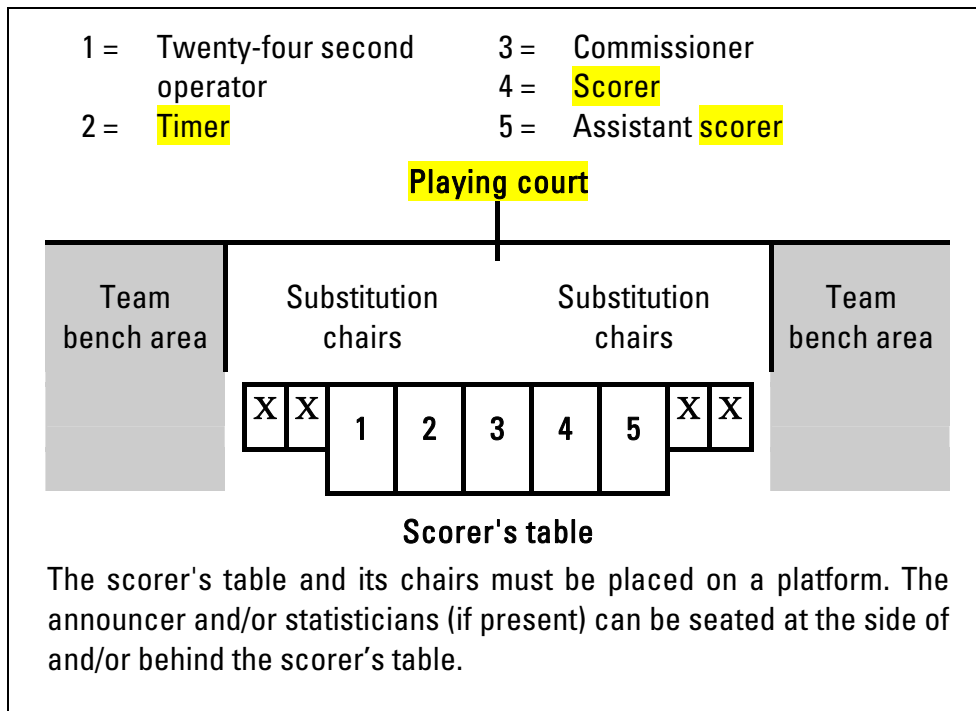 1 = Twenty-four second
operator
2 = Timer
3 = Commissioner
4 = Scorer
5 = Assistant scorer
Playing court
Team
bench area
Substitution
chairs
Substitution
chairs
Team
bench area
X X 1 2 3 4 5 X X
Scorer's table
The scorer's table and its chairs must be placed on a platform. The
announcer and/or statisticians (if present) can be seated at the side of
and/or behind the scorer’s table.